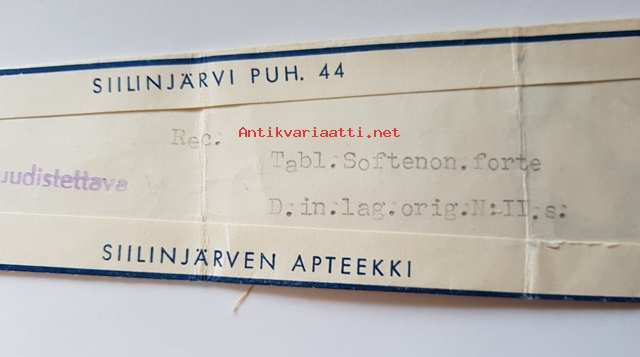 SIILINJÄRVI PUH. 44
Antikvariaatti.net
Rec.
Tabl.Softenon.forte
uudistettava
D.in.lag.orig.N:II.s:
SIILINJÄRVEN APTEEKKI